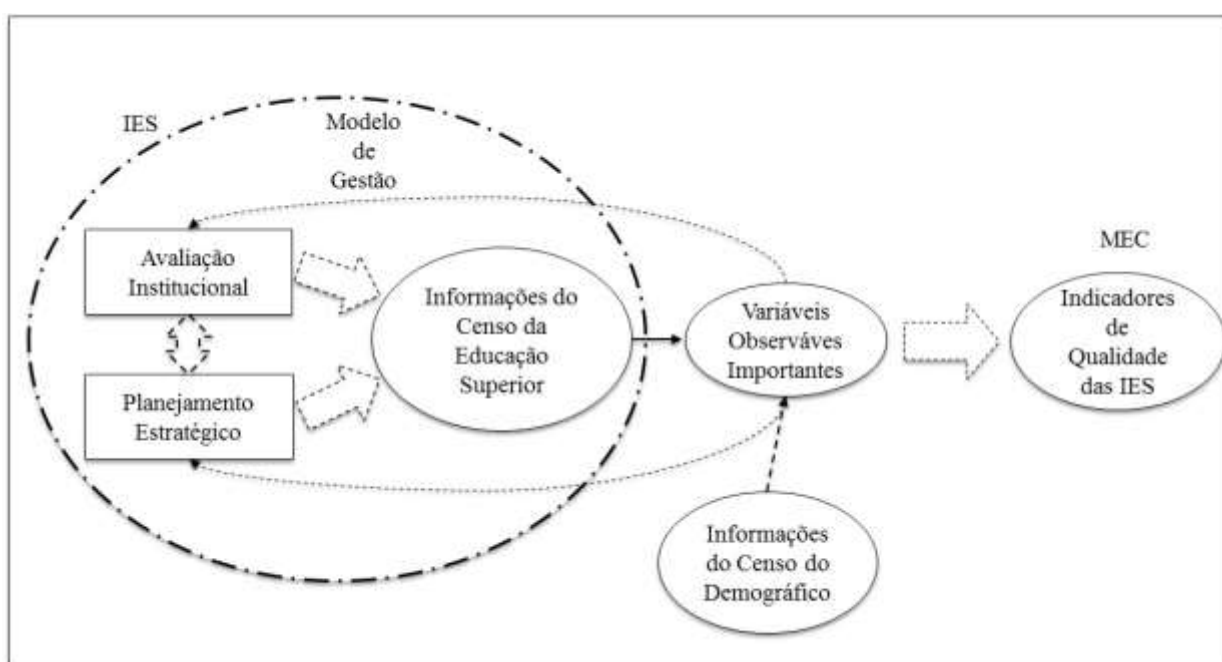 IES
Modelo
de
Gestão
Avaliação
Institucional
Planejamento
Estratégico
Informações do
Censo da
Educação
Superior
Variáveis
Observáves
Importantes
MEC
Indicadores
de
Qualidade
das IES
Informações
do Censo do
Demográfico